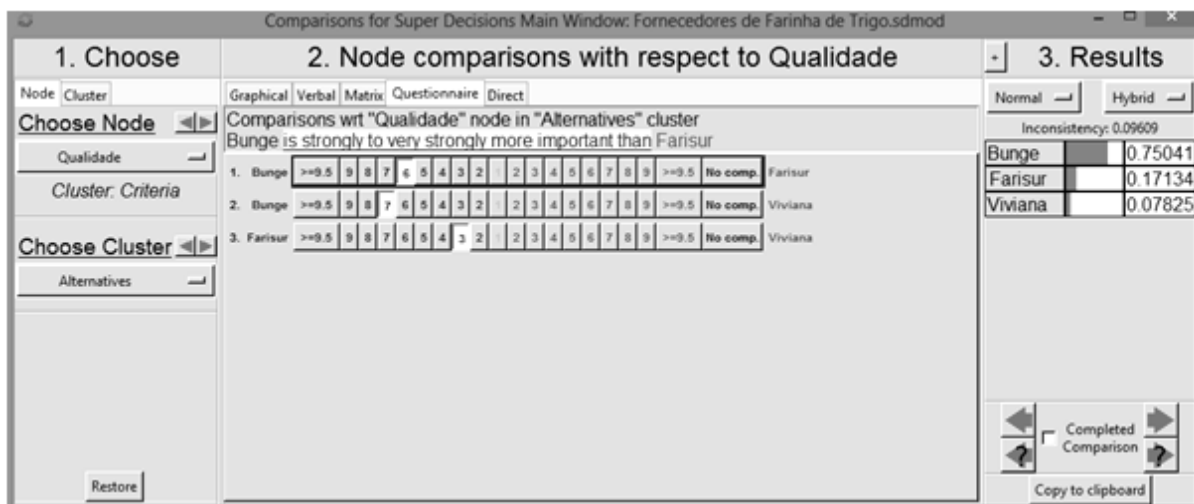 Comparisons for Super Decisions Main Window: Fornecedores de Farinha de Trigo.sdmod
1. Choose
2. Node comparisons with respect to Qualidade
+ 3. Results
Node Cluster
Graphical Verbal Matrix Questionnaire Direct
Normal Hybrid
Choose Node
Comparisons wrt "Qualidade" node in "Alternatives" cluster
Bunge is strongly to very strongly more important than Farisur
Inconsistency: 0.09609
Qualidade
Cluster: Criteria
1. Bunge >=9.5 9 8 7 6 5 4 3 2 1 2 3 4 5 6 7 8 9 >=9.5 No comp. Farisur
2. Bunge >=9.5 9 8 7 6 5 4 3 2 1 2 3 4 5 6 7 8 9 >=9.5 No comp. Viviana
3. Farisur >=9.5 9 8 7 6 5 4 3 2 1 2 3 4 5 6 7 8 9 >=9.5 No comp. Viviana
Bunge 0.75041
Farisur 0.17134
Viviana 0.07825
Choose Cluster
Alternatives
Restore
Completed
Comparison
? ?
Copy to clipboard